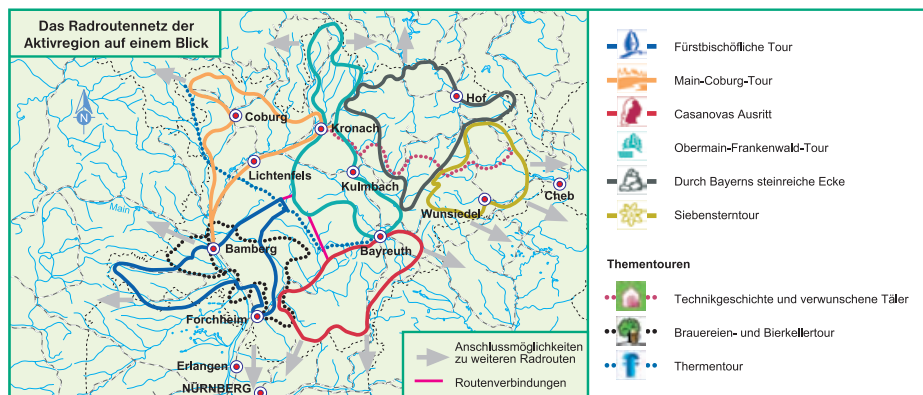 Das Radroutennetz der
Aktivregion auf einem Blick
N
Coburg
Kronach
Hof
Lichtenfels
Kulmbach
Cheb
Wunsiedel
Main
Bamberg
Bayreuth
Forchheim
Erlangen
NÜRNBERG
Anschlussmöglichkeiten
zu weiteren Radrouten
Routenverbindungen
Fürstbischöfliche Tour
Main-Coburg-Tour
Casanovas Ausritt
Obermain-Frankenwald-Tour
Durch Bayerns steinreiche Ecke
Siebensterntour
Thementouren
Technikgeschichte und verwunschene Täler
Brauereien- und Bierkellertour
Thermentour